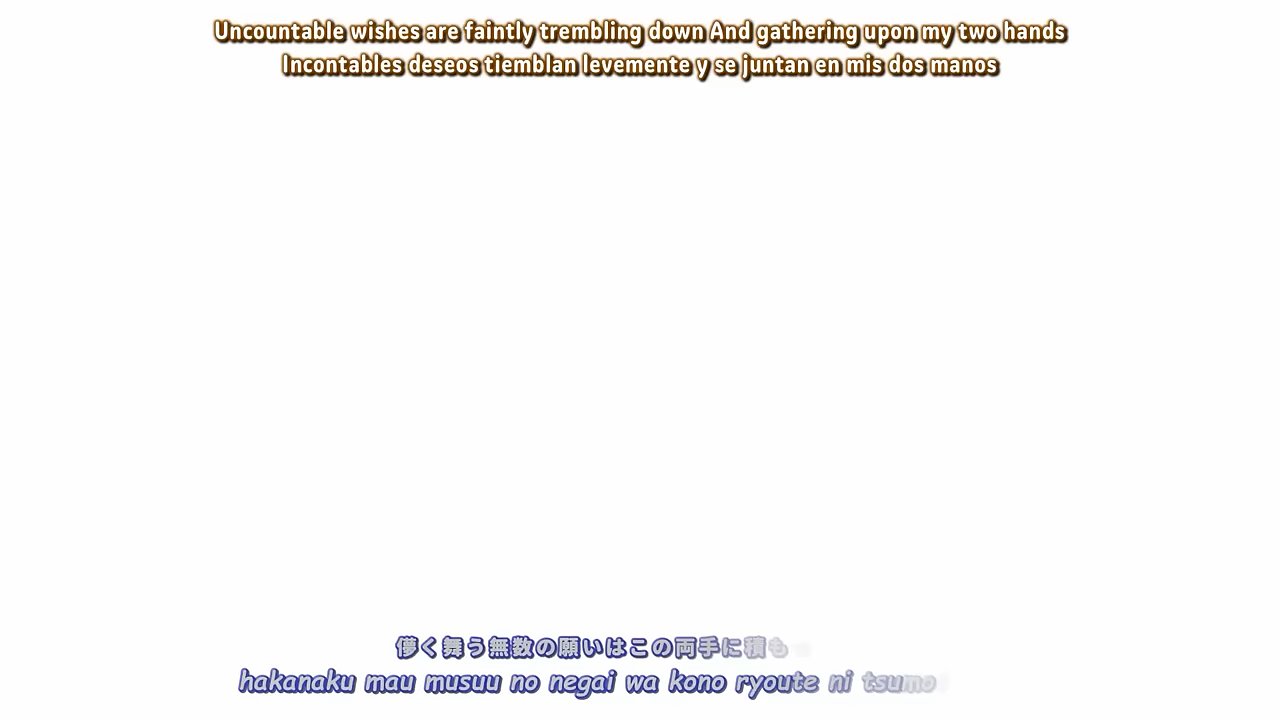 Uncountable wishes are faintly trembling down And gathering upon my two hands
Incontables deseos tiemblan levemente y se juntan en mis dos manos
儚く舞う無数の願いはこの両手に積も
hakanaku mau musuu no negai wa kono ryoute ni tsumo